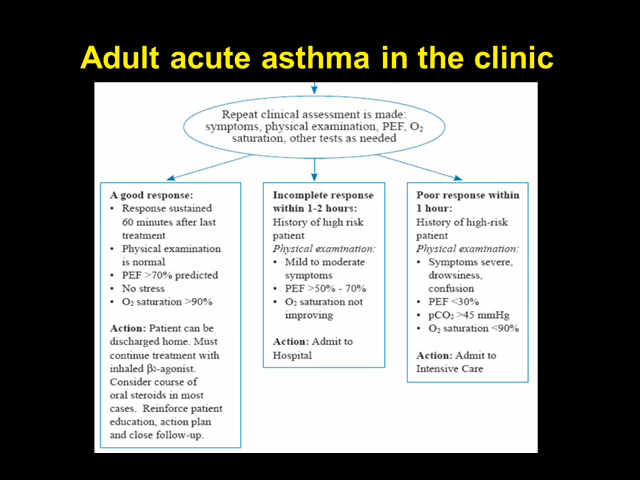 Adult acute asthma in the clinic
Repeat clinical assessment is made:
symptoms, physical examination, PEF, O₂
saturation, other tests as needed
A good response:
• Response sustained
60 minutes after last
treatment
• Physical examination
is normal
• PEF >70% predicted
• No stress
• O₂ saturation >90%
Action: Patient can be
discharged home. Must
continue treatment with
inhaled β²-agonist.
Consider course of
oral steroids in most
cases. Reinforce patient
education, action plan
and close follow-up.
Incomplete response
within 1-2 hours:
History of high risk
patient
Physical examination:
• Mild to moderate
symptoms
• PEF >50% - 70%
• O₂ saturation not
improving
Action: Admit to
Hospital
Poor response within
1 hour:
History of high-risk
patient
Physical examination:
• Symptoms severe,
drowsiness,
confusion
• PEF <30%
• pCO₂ >45 mmHg
• O₂ saturation <90%
Action: Admit to
Intensive Care